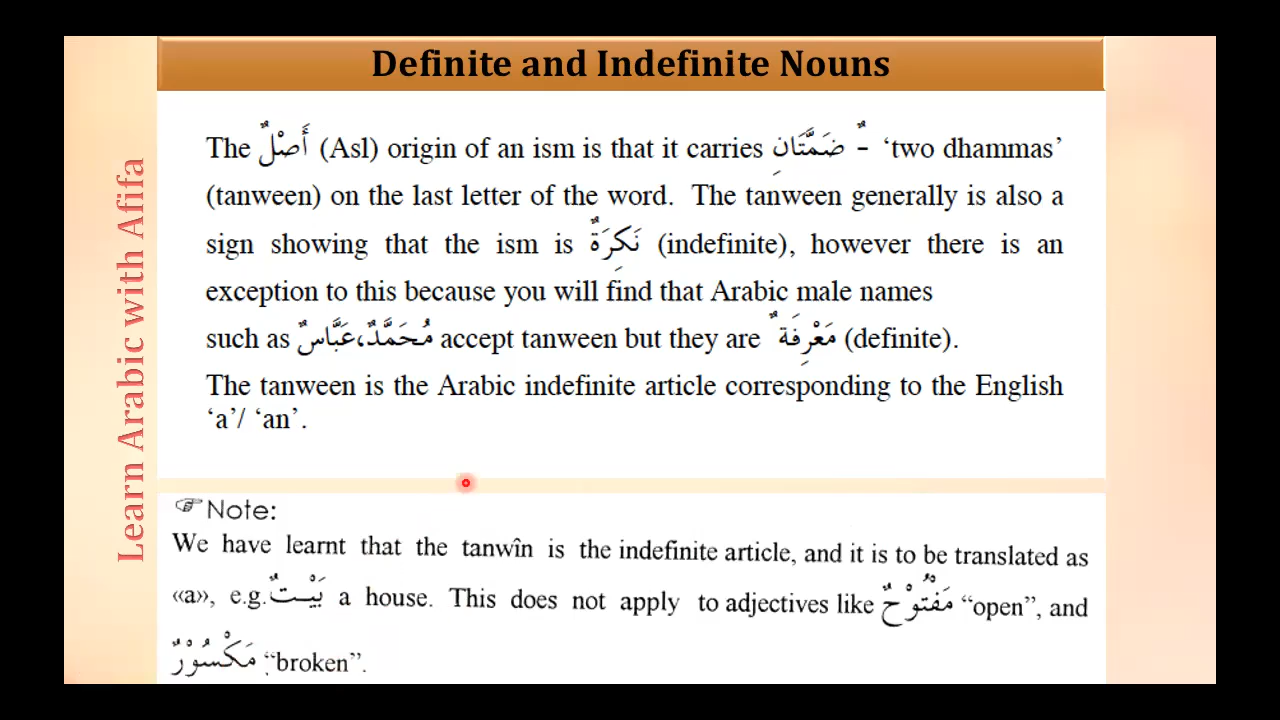 Definite and Indefinite Nouns
Learn Arabic with Afifa
The أَصْلٌ (Asl) origin of an ism is that it carries ضَمَّتَانِ -ٌ ‘two dhammas’
(tanween) on the last letter of the word. The tanween generally is also a
sign showing that the ism is نَكِرَةٌ (indefinite), however there is an
exception to this because you will find that Arabic male names
such as مُحَمَّدٌ،عَبَّاسٌ accept tanween but they are مَعْرِفَةٌ (definite).
The tanween is the Arabic indefinite article corresponding to the English
‘a’/ ‘an’.
☞Note:
We have learnt that the tanwîn is the indefinite article, and it is to be translated as
«a», e.g. بَيْـتٌ a house. This does not apply to adjectives like مَفْتُوْحٌ “open”, and
مَكْسُوْرٌ “broken”.